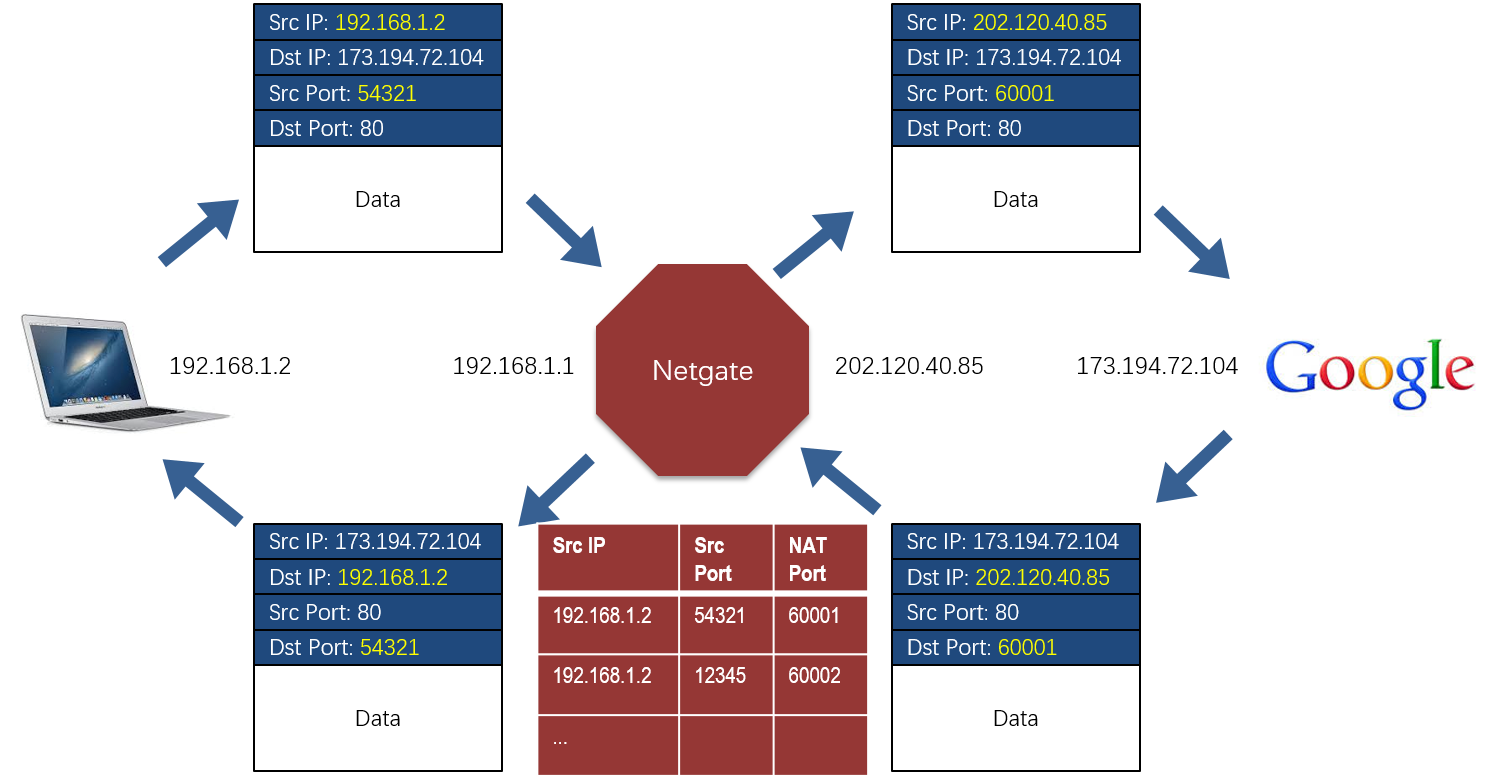 Src IP: 192.168.1.2
Dst IP: 173.194.72.104
Src Port: 54321
Dst Port: 80
Data
Src IP: 202.120.40.85
Dst IP: 173.194.72.104
Src Port: 60001
Dst Port: 80
Data
192.168.1.2
192.168.1.1
Netgate
202.120.40.85
173.194.72.104
Google
Src IP: 173.194.72.104
Dst IP: 192.168.1.2
Src Port: 80
Dst Port: 54321
Data
Src IP Src Port NAT Port
192.168.1.2 54321 60001
192.168.1.2 12345 60002
...
Src IP: 173.194.72.104
Dst IP: 202.120.40.85
Src Port: 80
Dst Port: 60001
Data